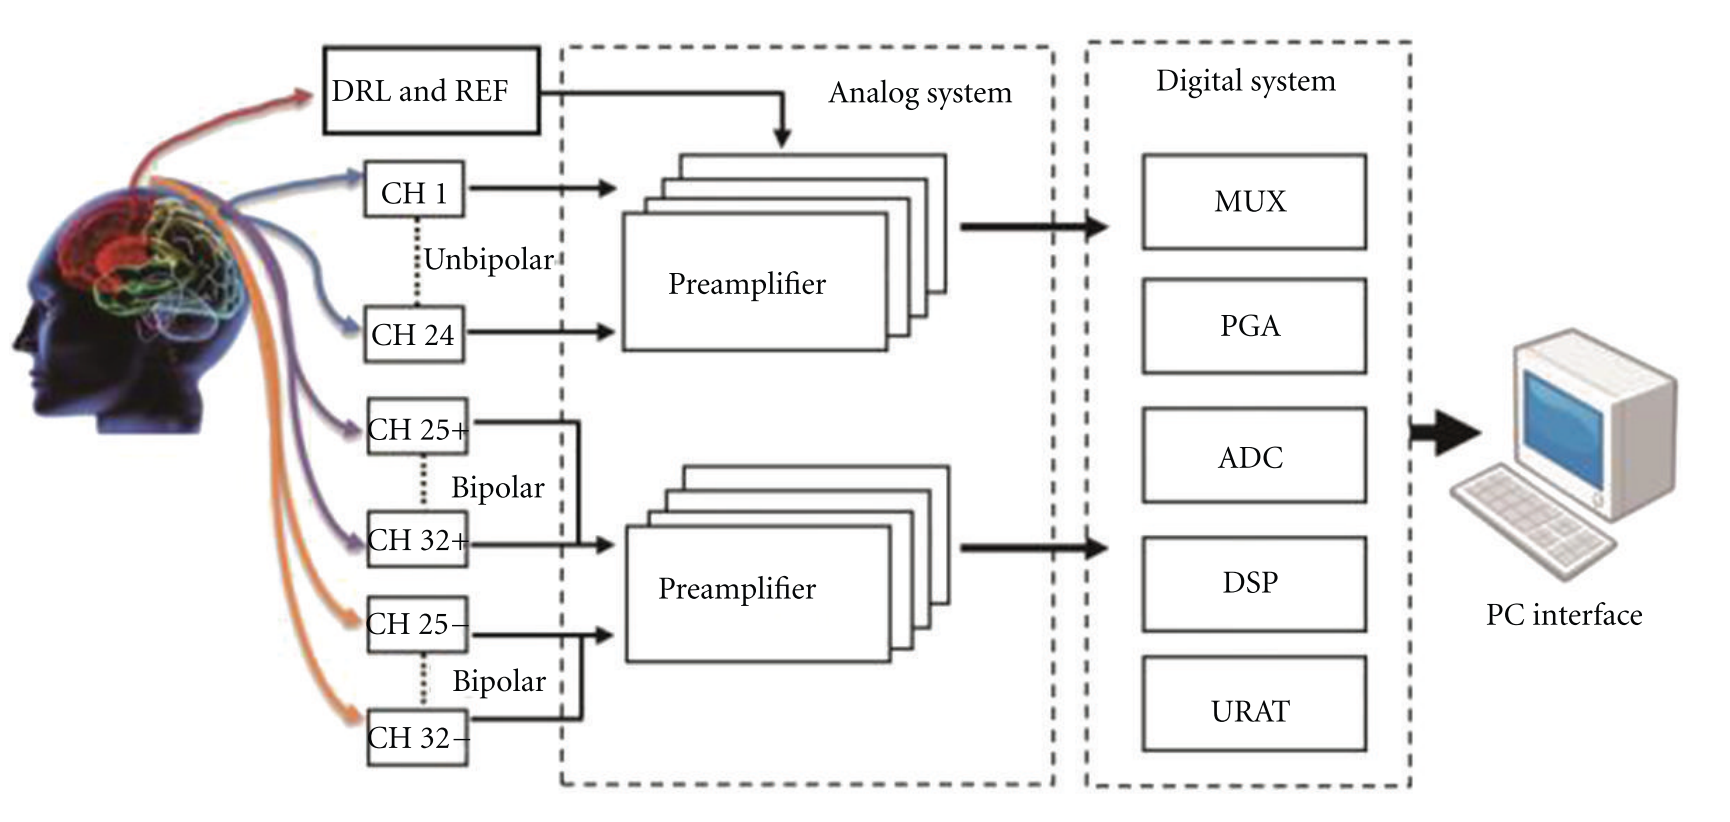 DRL and REF
Analog system
Digital system
CH 1
Unbipolar
CH 24
Preamplifier
CH 25+
Bipolar
CH 32+
CH 25−
Bipolar
CH 32−
Preamplifier
MUX
PGA
ADC
DSP
URAT
PC interface